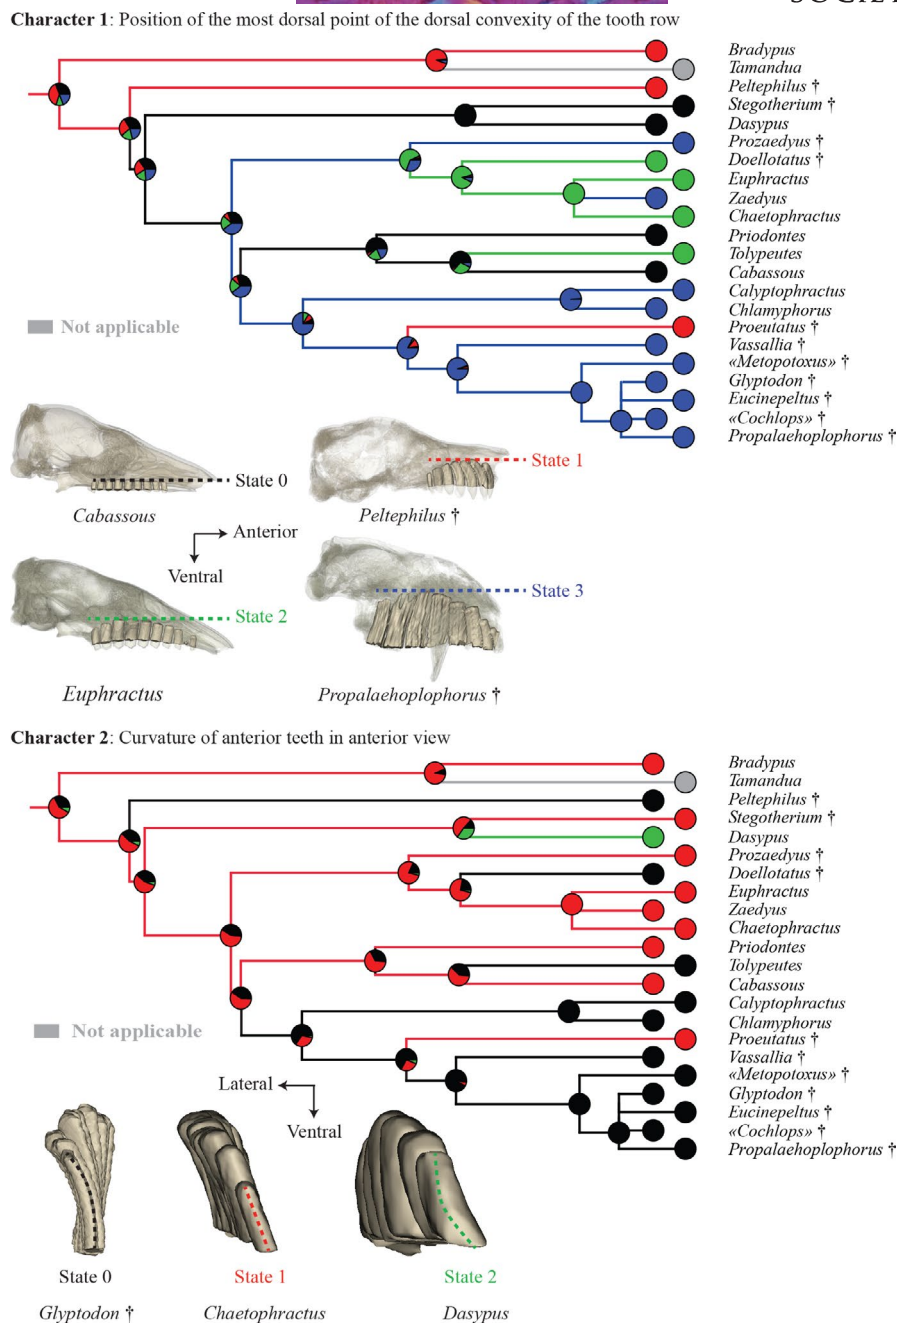 Character 1: Position of the most dorsal point of the dorsal convexity of the tooth row
Bradypus
Tamandua
Peltephilus †
Stegotherium †
Dasypus
Prozaedyus †
Doellotatus †
Euphractus
Zaedyus
Chaetophractus
Priodontes
Tolypeutes
Cabassous
Calyptophractus
Chlamyphorus
Proeutatus †
Vassallia †
«Metopotoxus» †
Glyptodon †
Eucinepeltus †
«Cochlops» †
Propalaehoplophorus †
Not applicable
State 0
Cabassous
State 1
Peltephilus †
Anterior
Ventral
State 2
Euphractus
State 3
Propalaehoplophorus †
Character 2: Curvature of anterior teeth in anterior view
Bradypus
Tamandua
Peltephilus †
Stegotherium †
Dasypus
Prozaedyus †
Doellotatus †
Euphractus
Zaedyus
Chaetophractus
Priodontes
Tolypeutes
Cabassous
Calyptophractus
Chlamyphorus
Proeutatus †
Vassallia †
«Metopotoxus» †
Glyptodon †
Eucinepeltus †
«Cochlops» †
Propalaehoplophorus †
Not applicable
Lateral
Ventral
State 0
State 1
State 2
Glyptodon †
Chaetophractus
Dasypus